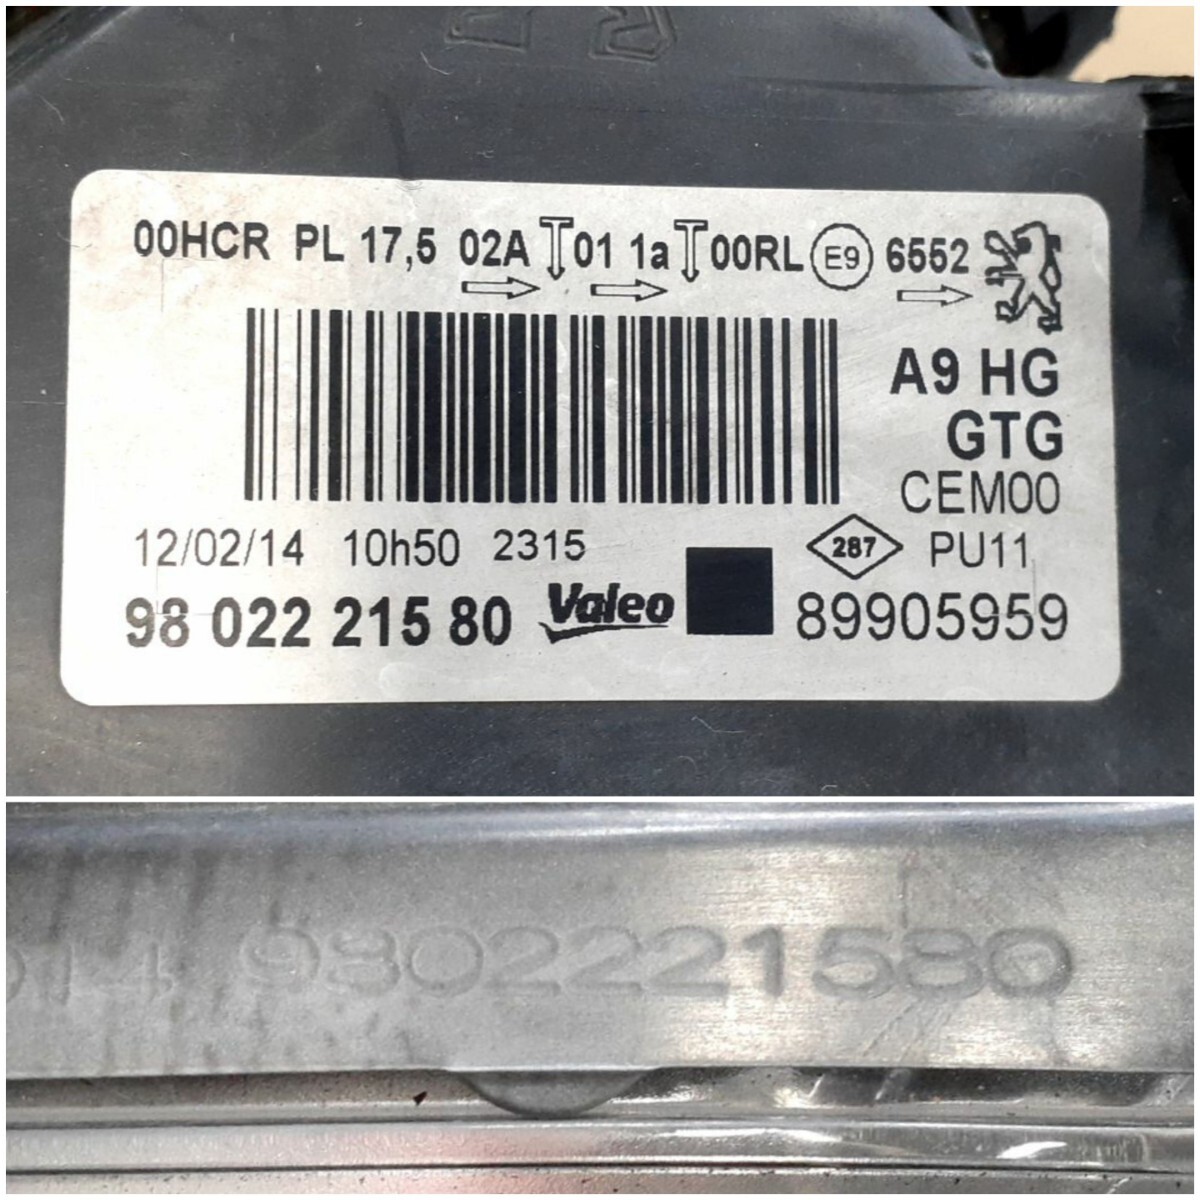 00HCR PL 17,5 02A 01 1a 00RL E9 6552
A9 HG
GTG
CEM00
12/02/14 10h50 2315 287 PU11
98 022 215 80 Valeo 89905959
014 9802221580